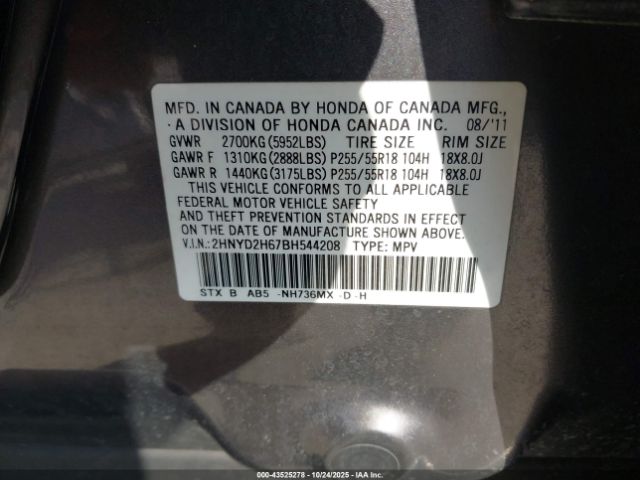 MFD. IN CANADA BY HONDA OF CANADA MFG.,
A DIVISION OF HONDA CANADA INC. 08/'11
GVWR 2700KG(5952LBS) TIRE SIZE RIM SIZE
GAWR F 1310KG(2888LBS) P255/55R18 104H 18X8.0J
GAWR R 1440KG(3175LBS) P255/55R18 104H 18X8.0J
THIS VEHICLE CONFORMS TO ALL APPLICABLE
FEDERAL MOTOR VEHICLE SAFETY
AND THEFT PREVENTION STANDARDS IN EFFECT
ON THE DATE OF MANUFACTURE SHOWN ABOVE.
V.I.N.: 2HNYD2H67BH544208 TYPE: MPV
STX B AB5 -NH736MX -D -H
000-43525278 - 10/24/2025 - IAA Inc.